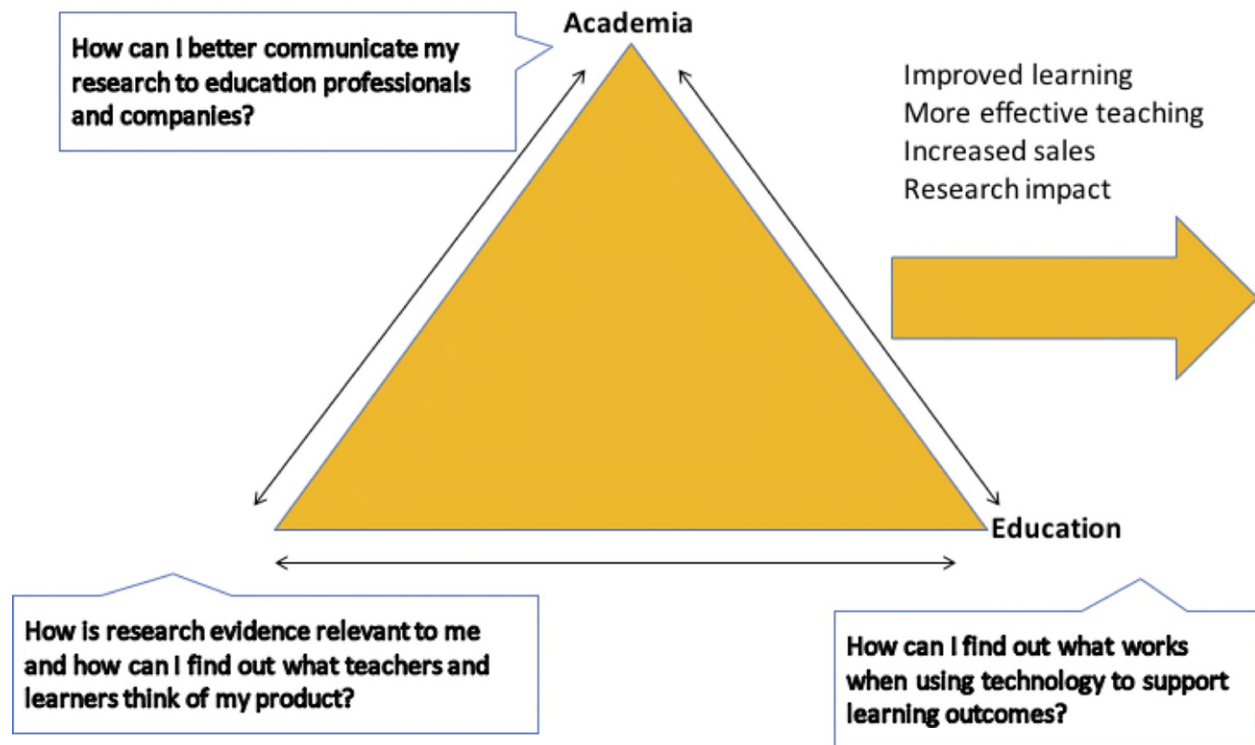 Academia
How can I better communicate my
research to education professionals
and companies?
Improved learning
More effective teaching
Increased sales
Research impact
Education
How is research evidence relevant to me
and how can I find out what teachers and
learners think of my product?
How can I find out what works
when using technology to support
learning outcomes?